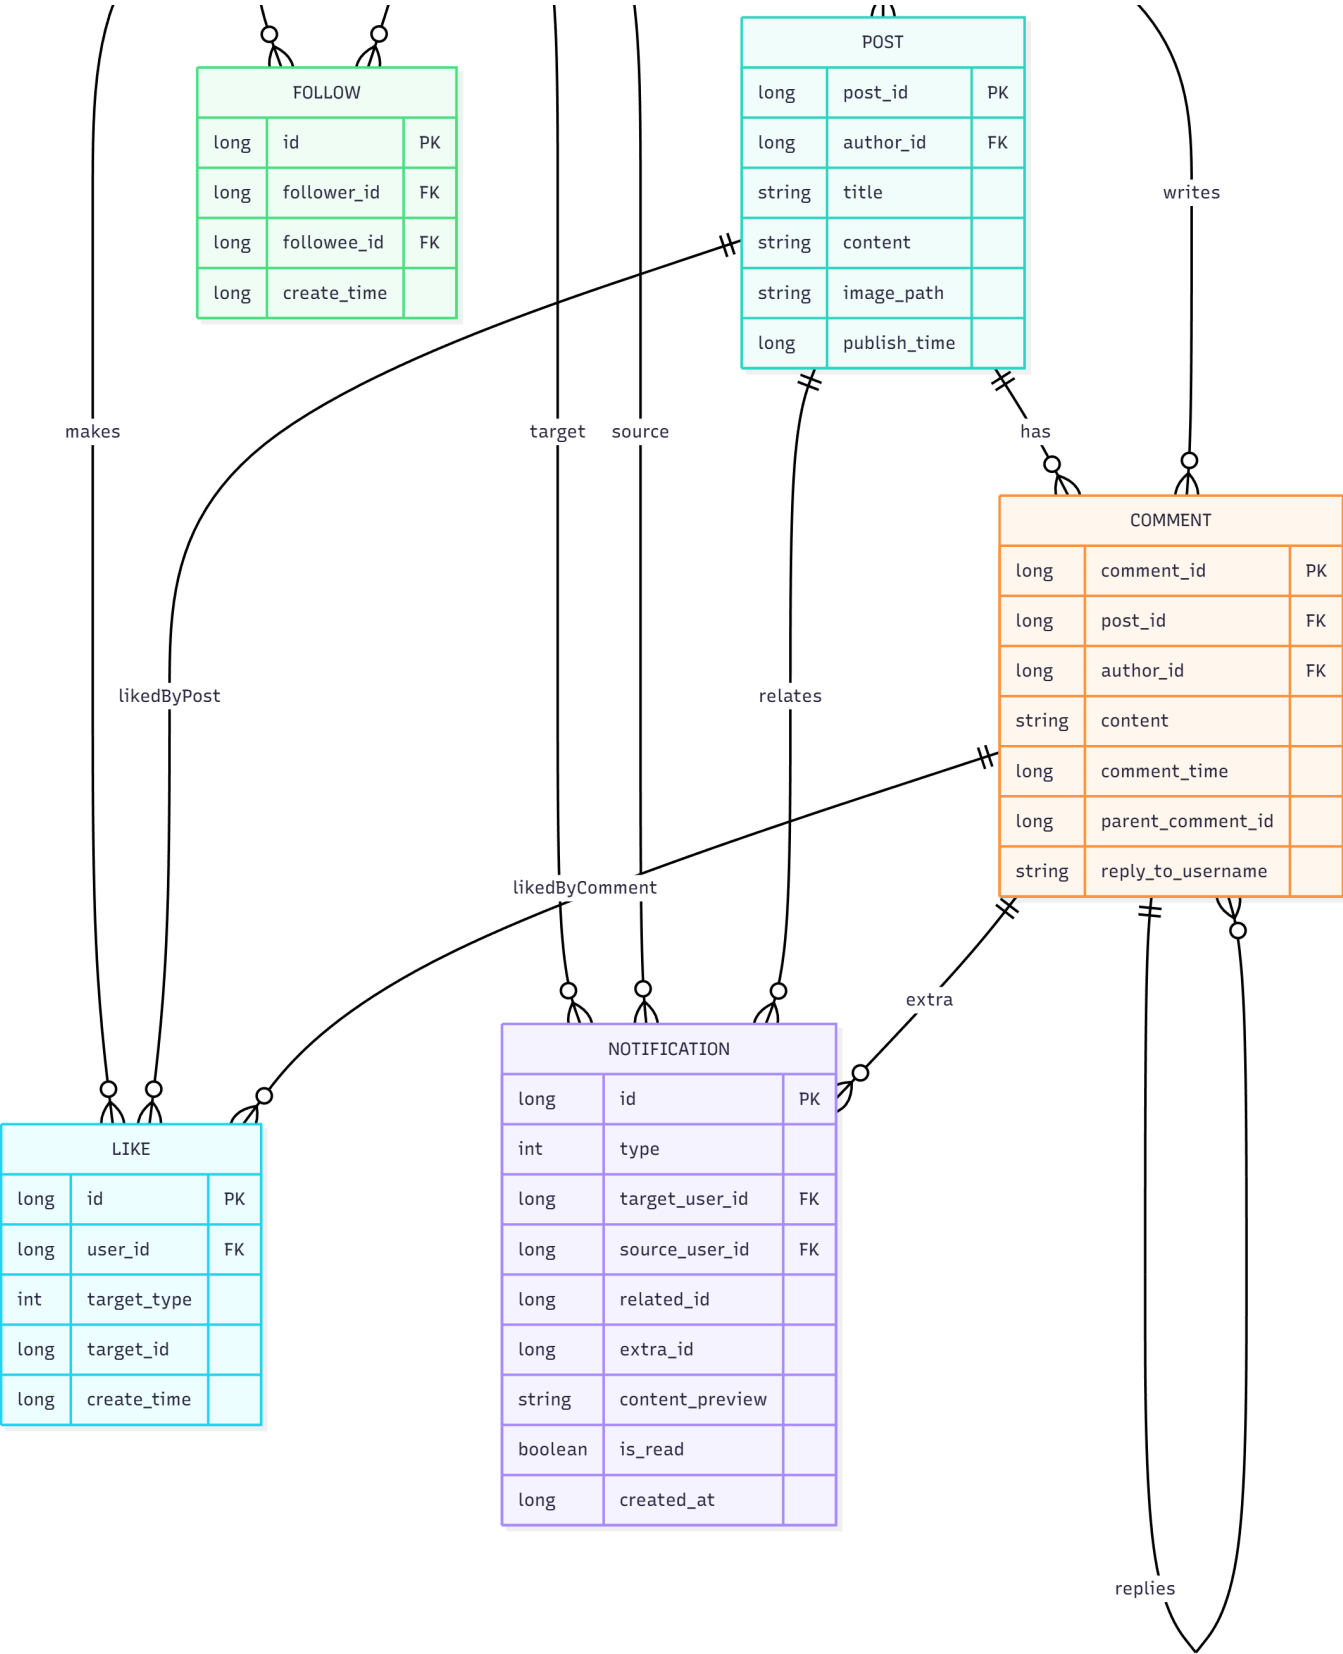 FOLLOW
long id PK
long follower_id FK
long followee_id FK
long create_time
POST
long post_id PK
long author_id FK
string title
string content
string image_path
long publish_time
writes
makes
target
source
has
COMMENT
long comment_id PK
long post_id FK
long author_id FK
string content
long comment_time
long parent_comment_id
string reply_to_username
likedByPost
relates
likedByComment
extra
NOTIFICATION
long id PK
int type
long target_user_id FK
long source_user_id FK
long related_id
long extra_id
string content_preview
boolean is_read
long created_at
LIKE
long id PK
long user_id FK
int target_type
long target_id
long create_time
replies